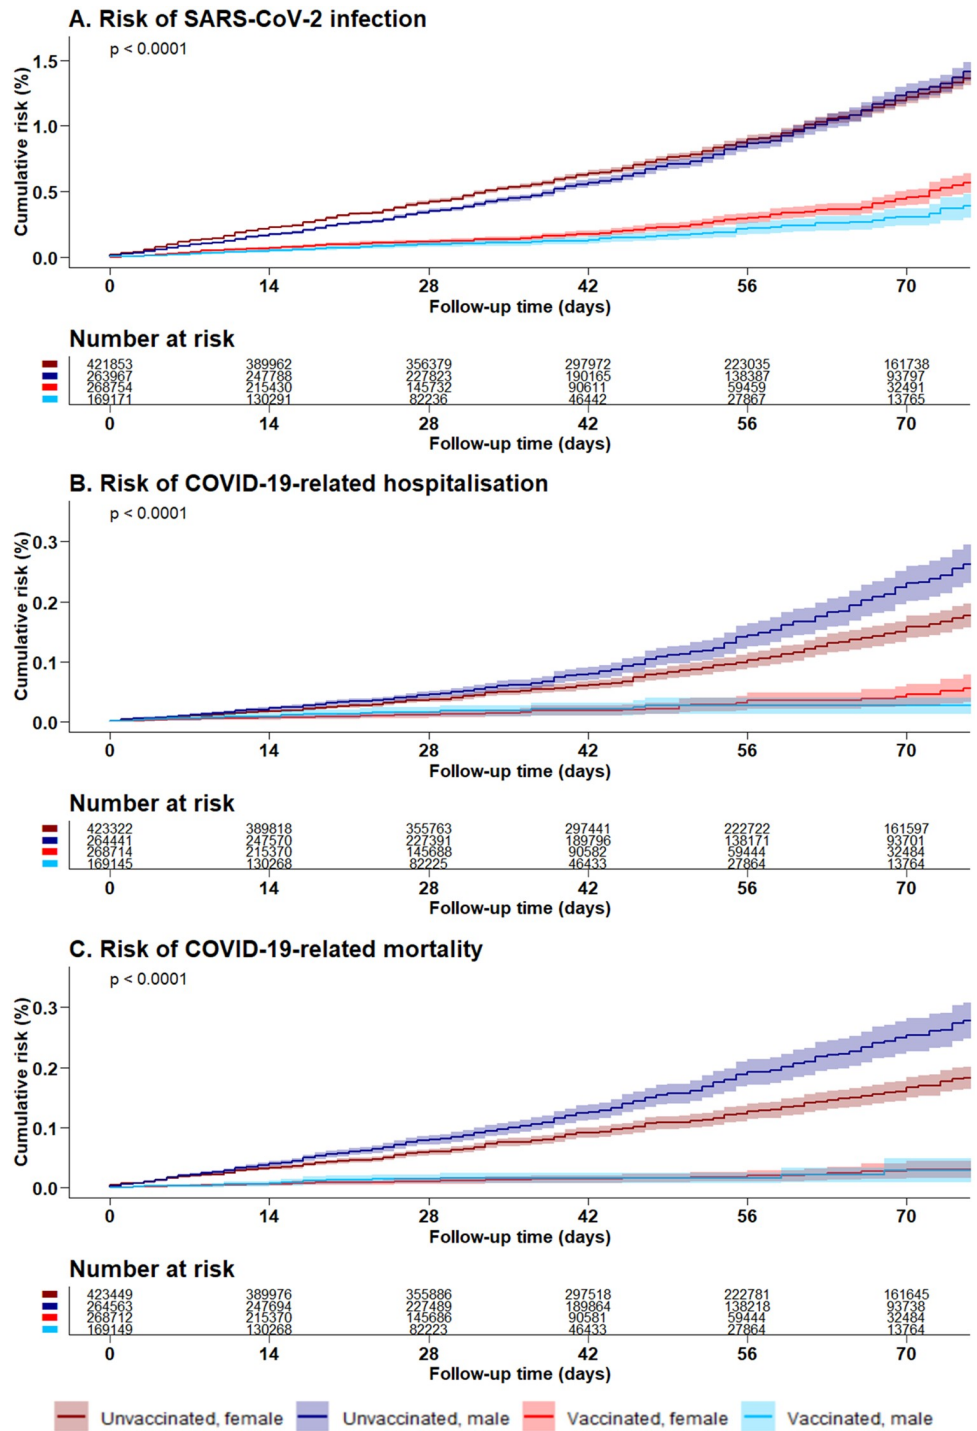 A. Risk of SARS-CoV-2 infection
p < 0.0001
Cumulative risk (%)
1.5
1.0
0.5
0.0
0 14 28 42 56 70
Follow-up time (days)
Number at risk
421853 389962 356379 297972 223035 161738
263967 247788 227823 190165 138387 93797
268754 215430 145732 90611 59459 32491
169171 130291 82236 46442 27867 13765
0 14 28 42 56 70
Follow-up time (days)
B. Risk of COVID-19-related hospitalisation
p < 0.0001
Cumulative risk (%)
0.3
0.2
0.1
0.0
0 14 28 42 56 70
Follow-up time (days)
Number at risk
423322 389818 355763 297441 222722 161597
264441 247570 227391 189796 138171 93701
268714 215370 145688 90582 59444 32484
169145 130268 82225 46433 27864 13764
0 14 28 42 56 70
Follow-up time (days)
C. Risk of COVID-19-related mortality
p < 0.0001
Cumulative risk (%)
0.3
0.2
0.1
0.0
0 14 28 42 56 70
Follow-up time (days)
Number at risk
423449 389976 355886 297518 222781 161645
264563 247694 227489 189864 138218 93738
268712 215370 145686 90581 59444 32484
169149 130268 82223 46433 27864 13764
0 14 28 42 56 70
Follow-up time (days)
Unvaccinated, female Unvaccinated, male Vaccinated, female Vaccinated, male